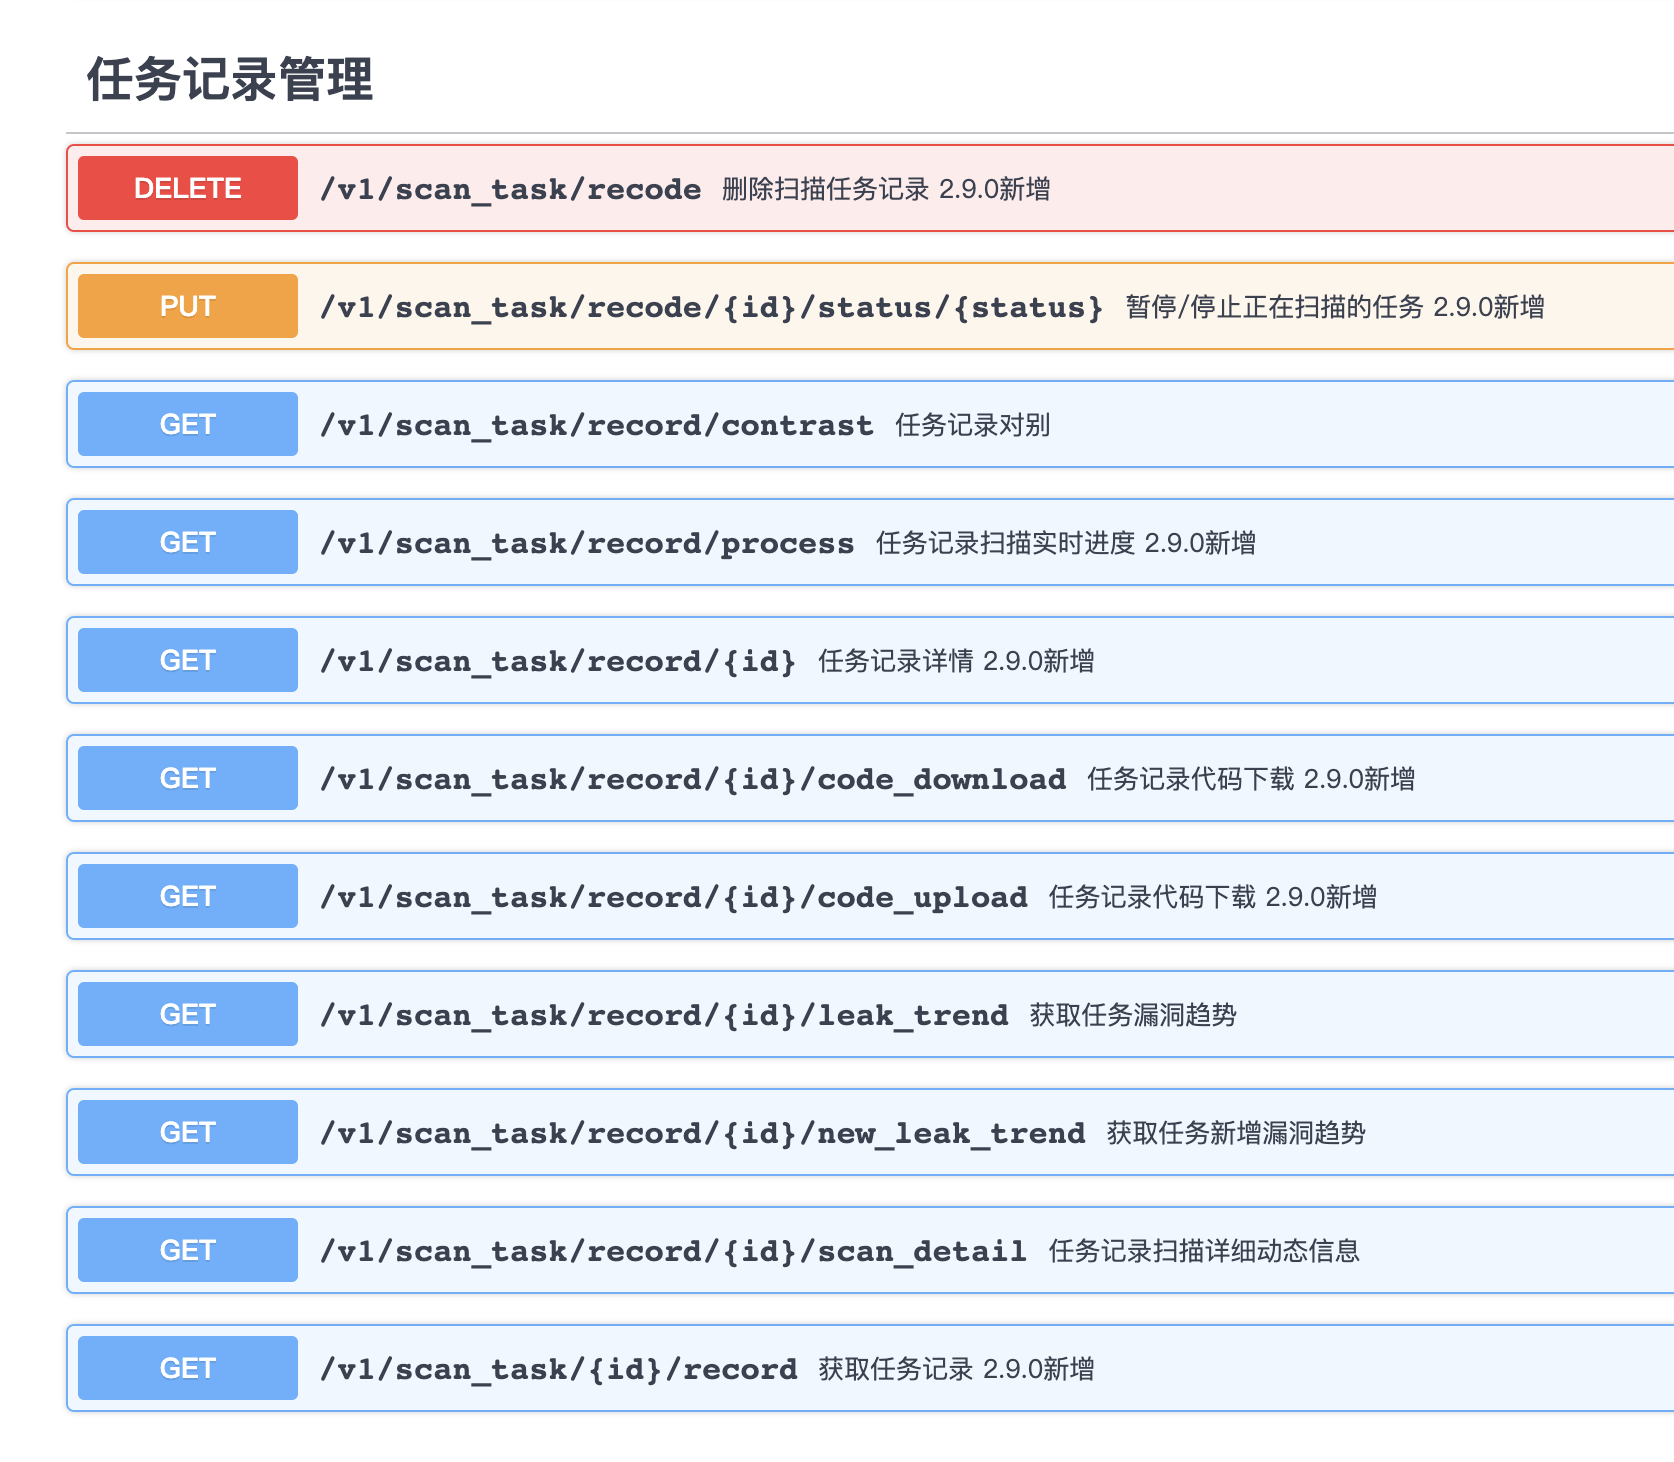 任务记录管理
DELETE /v1/scan_task/recode 删除扫描任务记录 2.9.0新增
PUT /v1/scan_task/recode/{id}/status/{status} 暂停/停止正在扫描的任务 2.9.0新增
GET /v1/scan_task/record/contrast 任务记录对别
GET /v1/scan_task/record/process 任务记录扫描实时进度 2.9.0新增
GET /v1/scan_task/record/{id} 任务记录详情 2.9.0新增
GET /v1/scan_task/record/{id}/code_download 任务记录代码下载 2.9.0新增
GET /v1/scan_task/record/{id}/code_upload 任务记录代码下载 2.9.0新增
GET /v1/scan_task/record/{id}/leak_trend 获取任务漏洞趋势
GET /v1/scan_task/record/{id}/new_leak_trend 获取任务新增漏洞趋势
GET /v1/scan_task/record/{id}/scan_detail 任务记录扫描详细动态信息
GET /v1/scan_task/{id}/record 获取任务记录 2.9.0新增